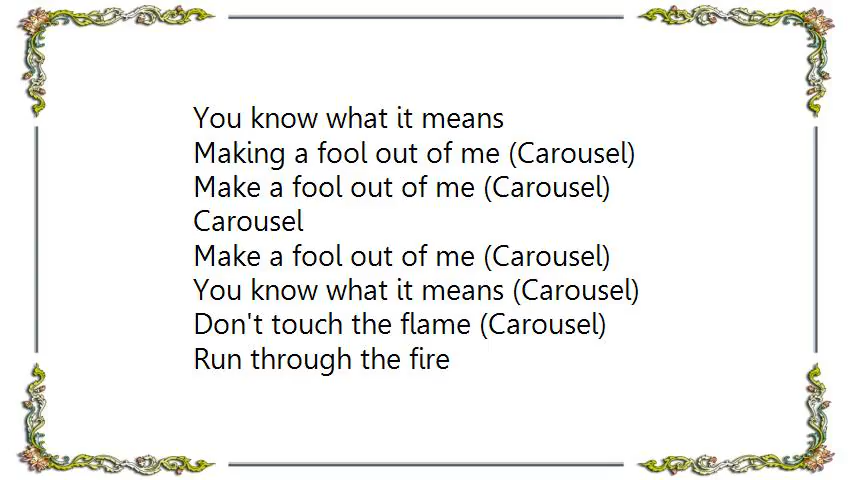 You know what it means
Making a fool out of me (Carousel)
Make a fool out of me (Carousel)
Carousel
Make a fool out of me (Carousel)
You know what it means (Carousel)
Don't touch the flame (Carousel)
Run through the fire